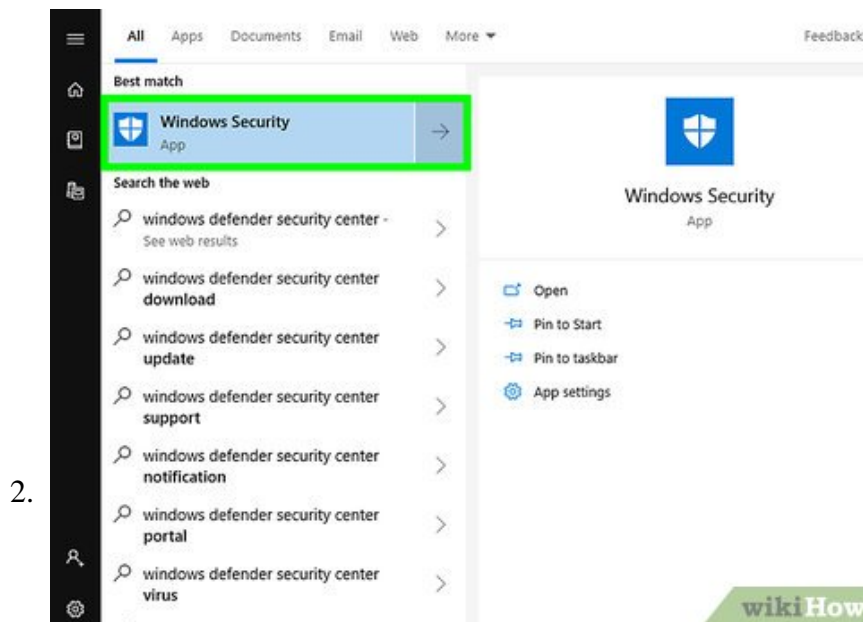 All Apps Documents Email Web More Feedback
Best match
Windows Security
App
Search the web
windows defender security center -
See web results
windows defender security center
download
windows defender security center
update
windows defender security center
support
windows defender security center
notification
windows defender security center
portal
windows defender security center
virus
Windows Security
App
Open
Pin to Start
Pin to taskbar
App settings
2.
wikiHow